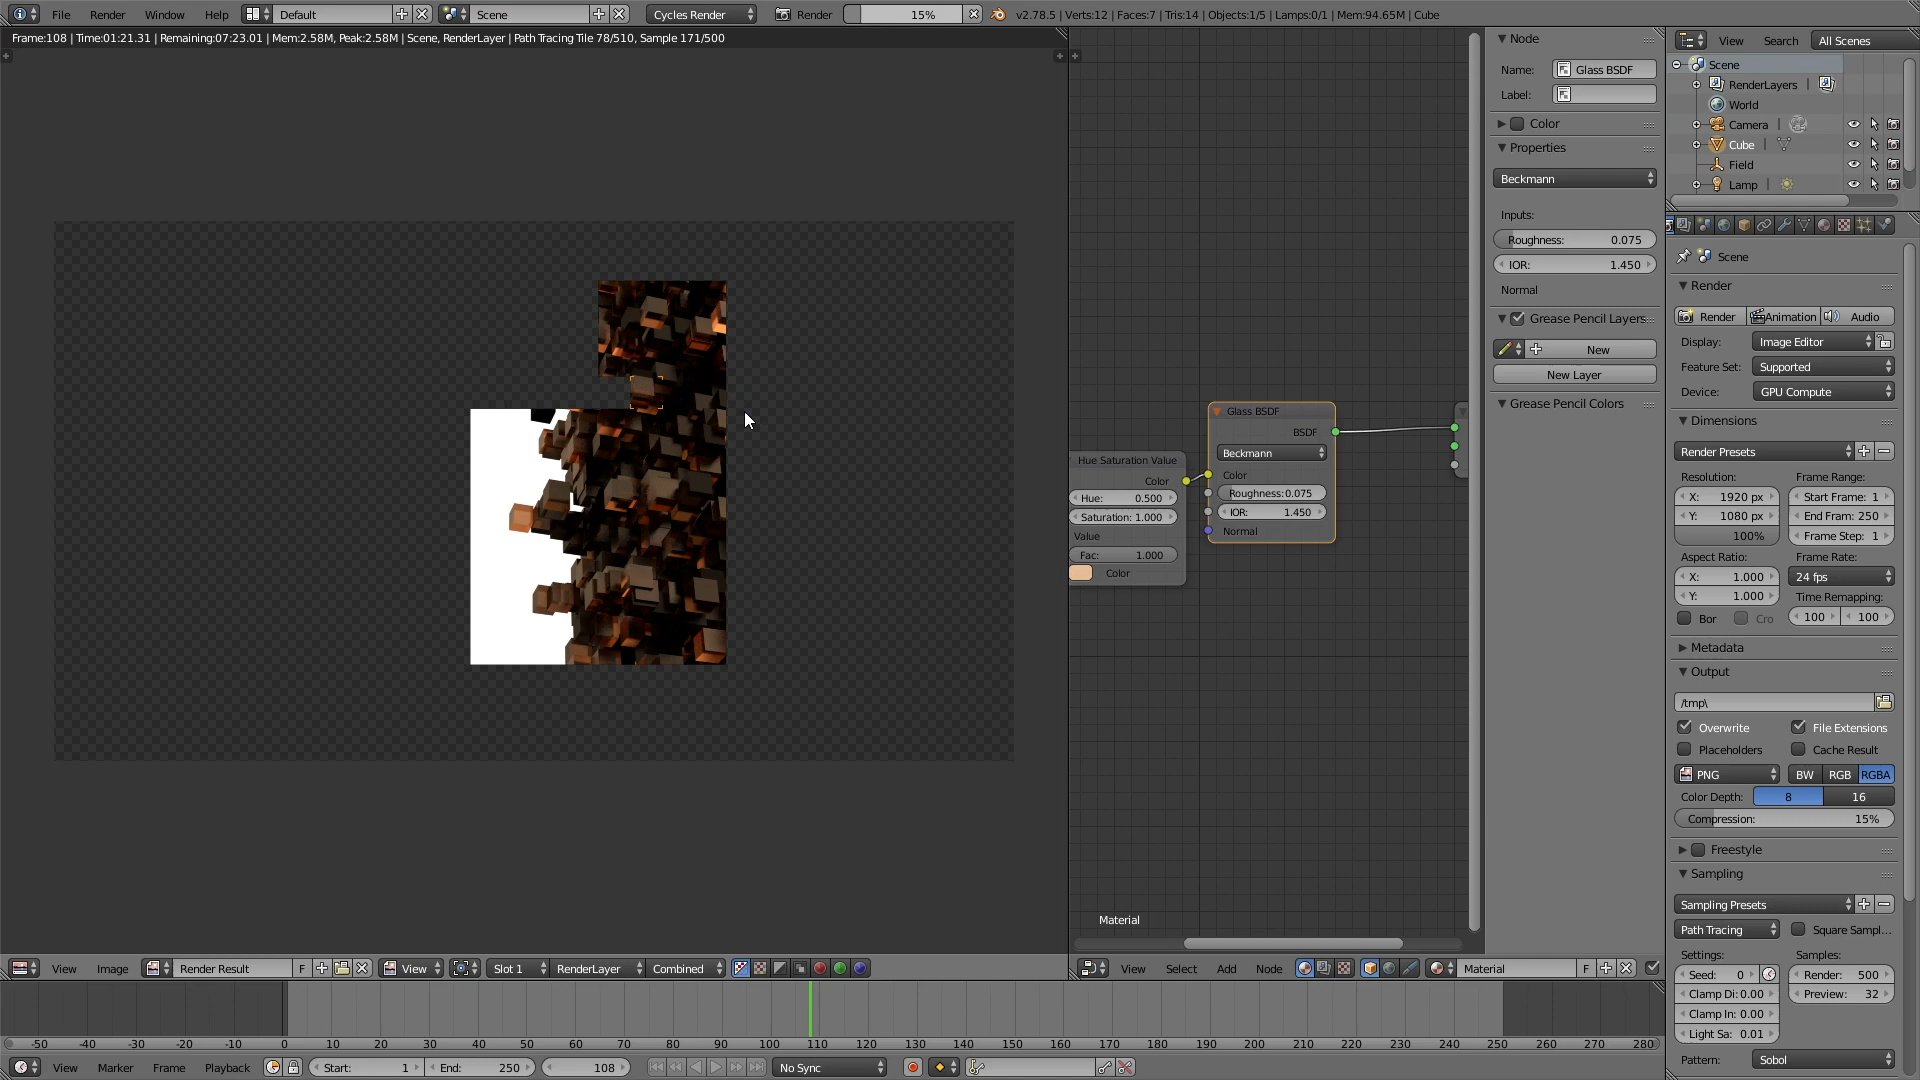 File Render Window Help Default Scene Cycles Render Render 15% v2.78.5 | Verts:12 | Faces:7 | Tris:14 | Objects:1/5 | Lamps:0/1 | Mem:94.65M | Cube
Frame:108 | Time:01:21.31 | Remaining:07:23.01 | Mem:2.58M, Peak:2.58M | Scene, RenderLayer | Path Tracing Tile 78/510, Sample 171/500
Hue Saturation Value
Color
Hue: 0.500
Saturation: 1.000
Value
Fac: 1.000
Color
Glass BSDF
BSDF
Beckmann
Color
Roughness: 0.075
IOR: 1.450
Normal
Material
Node
Name: Glass BSDF
Label:
Color
Properties
Beckmann
Inputs:
Roughness: 0.075
IOR: 1.450
Normal
Grease Pencil Layers
New
New Layer
Grease Pencil Colors
View Search All Scenes
Scene
RenderLayers |
World
Camera |
Cube |
Field
Lamp |
Scene
Render
Render Animation Audio
Display: Image Editor
Feature Set: Supported
Device: GPU Compute
Dimensions
Render Presets
Resolution: Frame Range:
X: 1920 px Start Frame: 1
Y: 1080 px End Fram: 250
100% Frame Step: 1
Aspect Ratio: Frame Rate:
X: 1.000 24 fps
Y: 1.000 Time Remapping:
Bor Cro 100 100
Metadata
Output
/tmp\
Overwrite File Extensions
Placeholders Cache Result
PNG BW RGB RGBA
Color Depth: 8 16
Compression: 15%
Freestyle
Sampling
Sampling Presets
Path Tracing Square Sampl...
Settings: Samples:
Seed: 0 Render: 500
Clamp Di: 0.00 Preview: 32
Clamp In: 0.00
Light Sa: 0.01
Pattern: Sobol
View Image Render Result F View Slot 1 RenderLayer Combined
View Select Add Node Material F
-50 -40 -30 -20 -10 0 10 20 30 40 50 60 70 80 90 100 110 120 130 140 150 160 170 180 190 200 210 220 230 240 250 260 270 280
View Marker Frame Playback Start: 1 End: 250 108 No Sync